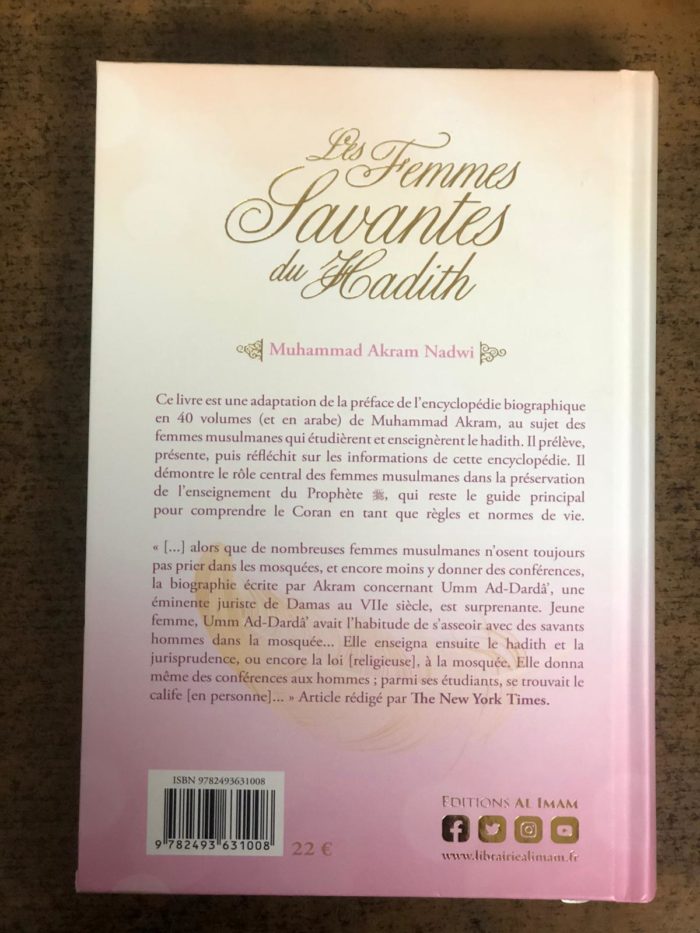 Les Femmes
Savantes
du Hadith
Muhammad Akram Nadwi
Ce livre est une adaptation de la préface de l'encyclopédie biographique
en 40 volumes (et en arabe) de Muhammad Akram, au sujet des
femmes musulmanes qui étudièrent et enseignèrent le hadith. Il prélève,
présente, puis réfléchit sur les informations de cette encyclopédie. Il
démontre le rôle central des femmes musulmanes dans la préservation
de l'enseignement du Prophète ﷺ, qui reste le guide principal
pour comprendre le Coran en tant que règles et normes de vie.
« [...] alors que de nombreuses femmes musulmanes n'osent toujours
pas prier dans les mosquées, et encore moins y donner des conférences,
la biographie écrite par Akram concernant Umm Ad-Dardâ', une
éminente juriste de Damas au VIIe siècle, est surprenante. Jeune
femme, Umm Ad-Dardâ' avait l'habitude de s'asseoir avec des savants
hommes dans la mosquée... Elle enseigna ensuite le hadith et la
jurisprudence, ou encore la loi [religieuse], à la mosquée. Elle donna
même des conférences aux hommes ; parmi ses étudiants, se trouvait le
calife [en personne]... » Article rédigé par The New York Times.
ISBN 9782493631008
9 782493 631008
22 €
EDITIONS AL IMAM
www.librairiealimam.fr